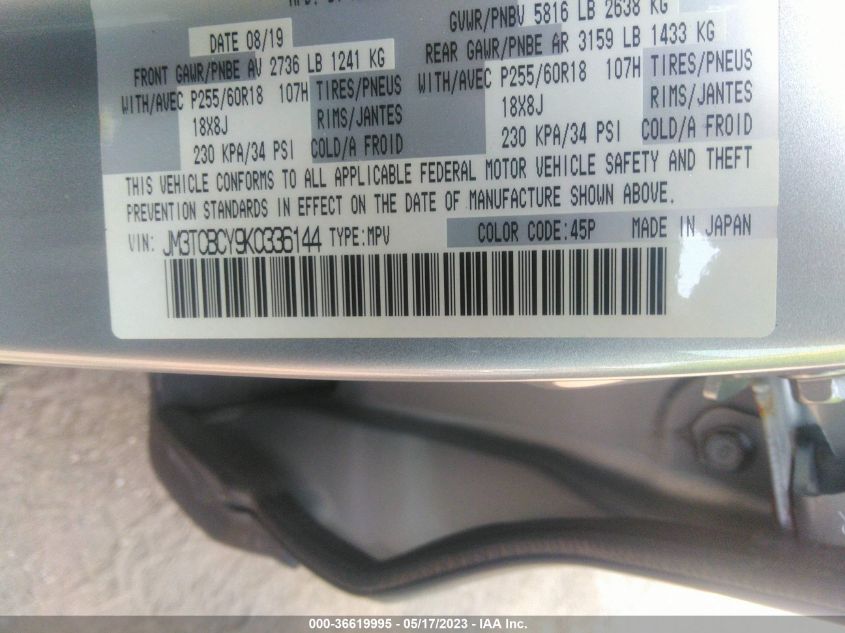 GVWR/PNBV 5816 LB 2638 KG
DATE 08/19
FRONT GAWR/PNBE AV 2736 LB 1241 KG
REAR GAWR/PNBE AR 3159 LB 1433 KG
WITH/AVEC P255/60R18 107H TIRES/PNEUS WITH/AVEC P255/60R18 107H TIRES/PNEUS
18X8J RIMS/JANTES 18X8J RIMS/JANTES
230 KPA/34 PSI COLD/A FROID 230 KPA/34 PSI COLD/A FROID
THIS VEHICLE CONFORMS TO ALL APPLICABLE FEDERAL MOTOR VEHICLE SAFETY AND THEFT
PREVENTION STANDARDS IN EFFECT ON THE DATE OF MANUFACTURE SHOWN ABOVE.
VIN: JM3TCBCY9K0336144 TYPE:MPV COLOR CODE:45P MADE IN JAPAN
000-36619995 - 05/17/2023 - IAA Inc.